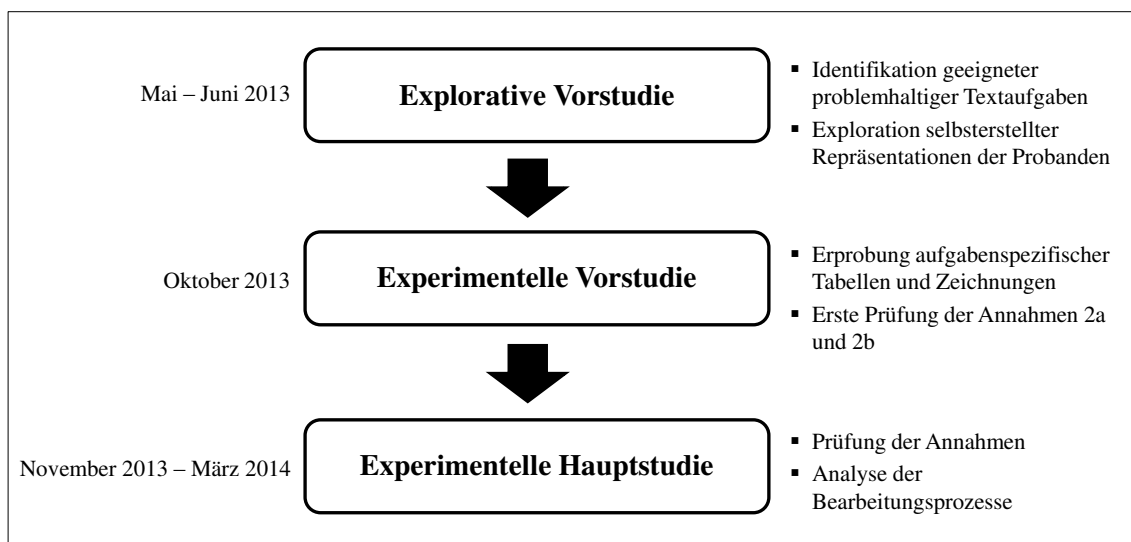 Mai – Juni 2013
Explorative Vorstudie
▪ Identifikation geeigneter
problemhaltiger Textaufgaben
▪ Exploration selbsterstellter
Repräsentationen der Probanden
Oktober 2013
Experimentelle Vorstudie
▪ Erprobung aufgabenspezifischer
Tabellen und Zeichnungen
▪ Erste Prüfung der Annahmen 2a
und 2b
November 2013 – März 2014
Experimentelle Hauptstudie
▪ Prüfung der Annahmen
▪ Analyse der
Bearbeitungsprozesse